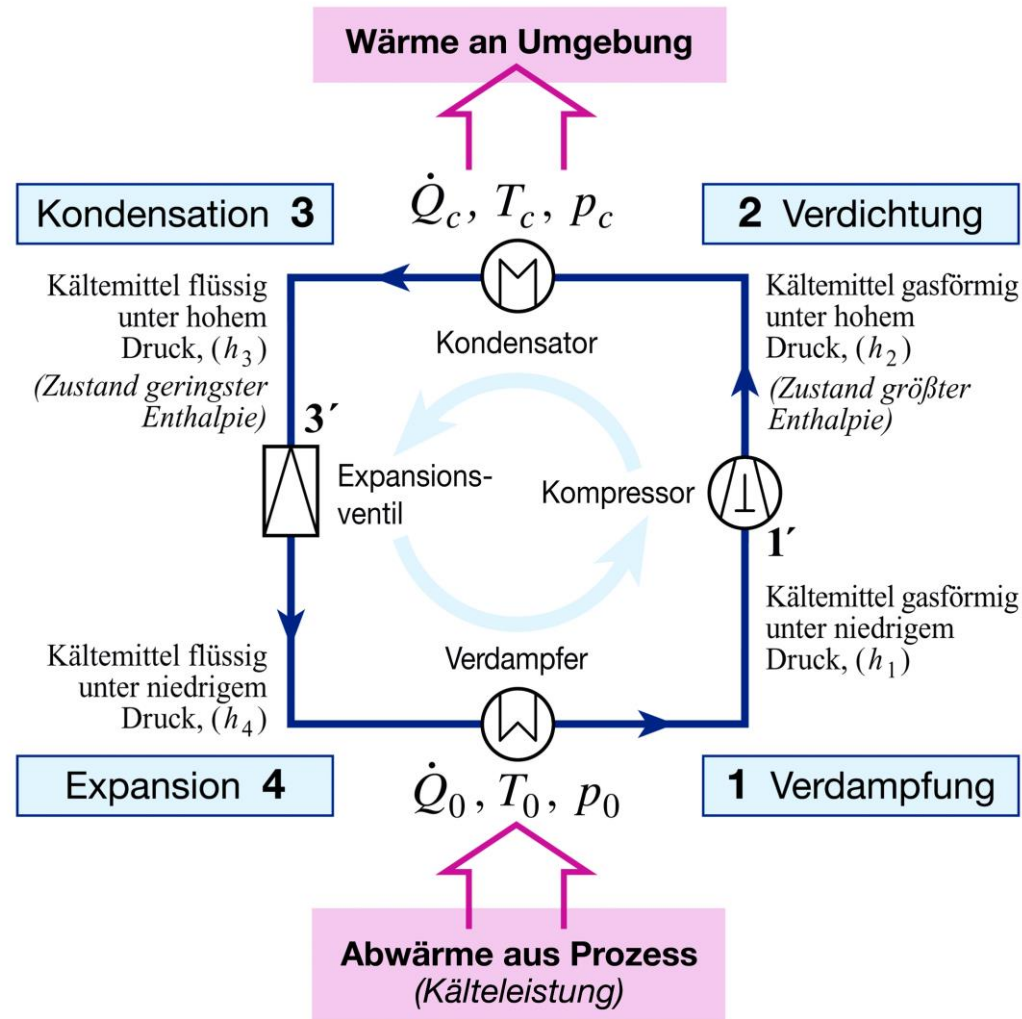 Wärme an Umgebung
Q̇c, Tc, pc
Kondensation 3
2 Verdichtung
Kältemittel flüssig
unter hohem
Druck, (h3)
(Zustand geringster
Enthalpie)
Kondensator
Kältemittel gasförmig
unter hohem
Druck, (h2)
(Zustand größter
Enthalpie)
3´
Expansions-
ventil
Kompressor
1´
Kältemittel flüssig
unter niedrigem
Druck, (h4)
Verdampfer
Kältemittel gasförmig
unter niedrigem
Druck, (h1)
Expansion 4
1 Verdampfung
Q̇0, T0, p0
Abwärme aus Prozess
(Kälteleistung)